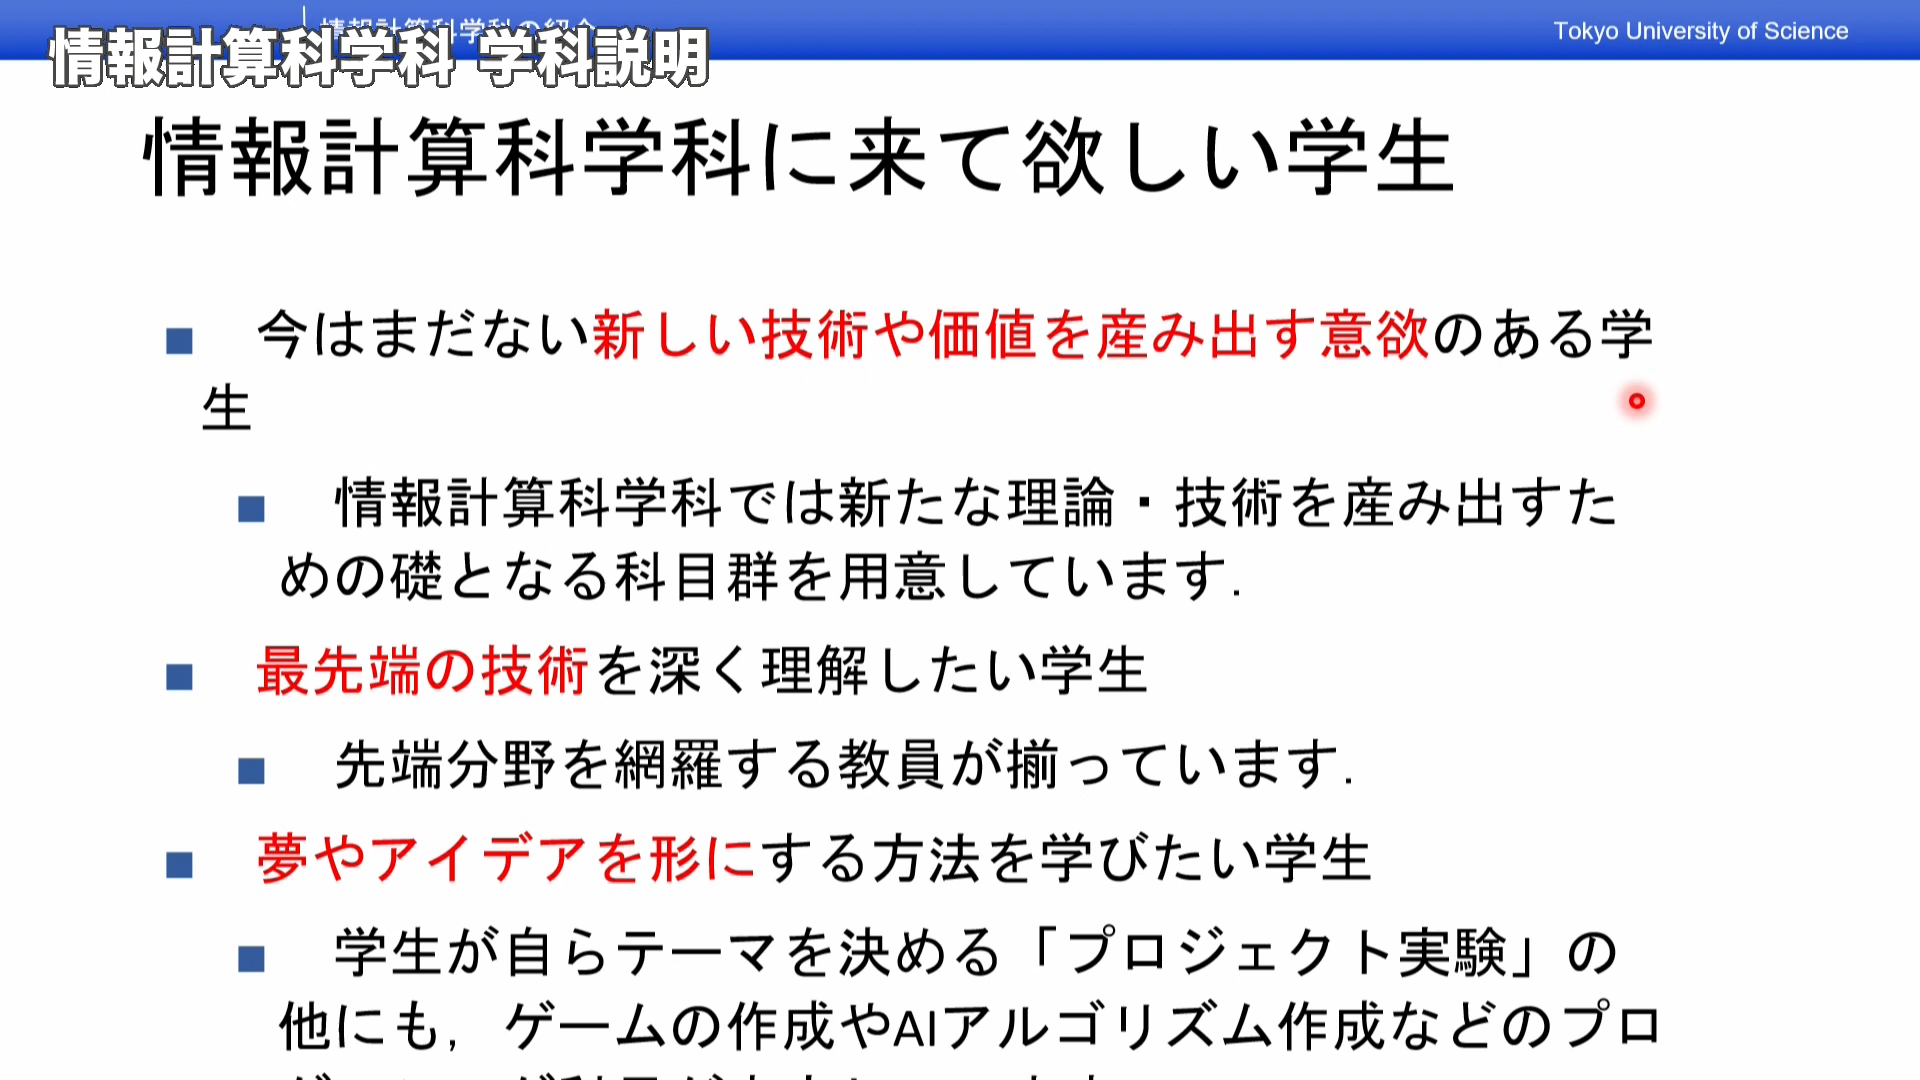 情報計算科学科の紹介
Tokyo University of Science
情報計算科学科 学科説明
情報計算科学科に来て欲しい学生
■ 今はまだない新しい技術や価値を産み出す意欲のある学
生
■ 情報計算科学科では新たな理論・技術を産み出すた
めの礎となる科目群を用意しています.
■ 最先端の技術を深く理解したい学生
■ 先端分野を網羅する教員が揃っています.
■ 夢やアイデアを形にする方法を学びたい学生
■ 学生が自らテーマを決める「プロジェクト実験」の
他にも，ゲームの作成やAIアルゴリズム作成などのプロ